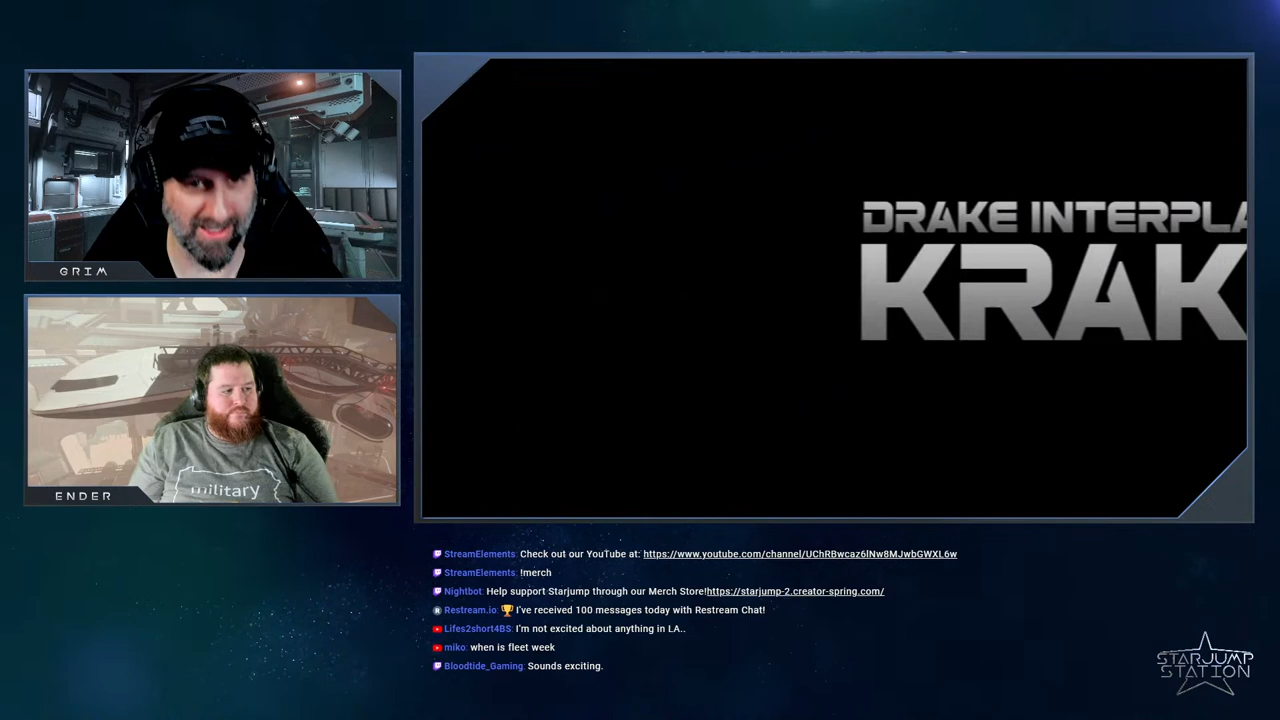 GRIM
ENDER
military
DRAKE INTERPLA
KRAK
StreamElements: Check out our YouTube at: https://www.youtube.com/channel/UChRBwcaz6lNw8MJwbGWXL6w
StreamElements: !merch
Nightbot: Help support Starjump through our Merch Store!https://starjump-2.creator-spring.com/
Restream.io: 🏆 I've received 100 messages today with Restream Chat!
Lifes2short4BS: I'm not excited about anything in LA..
miko: when is fleet week
Bloodtide_Gaming: Sounds exciting.
STARJUMP
STATION